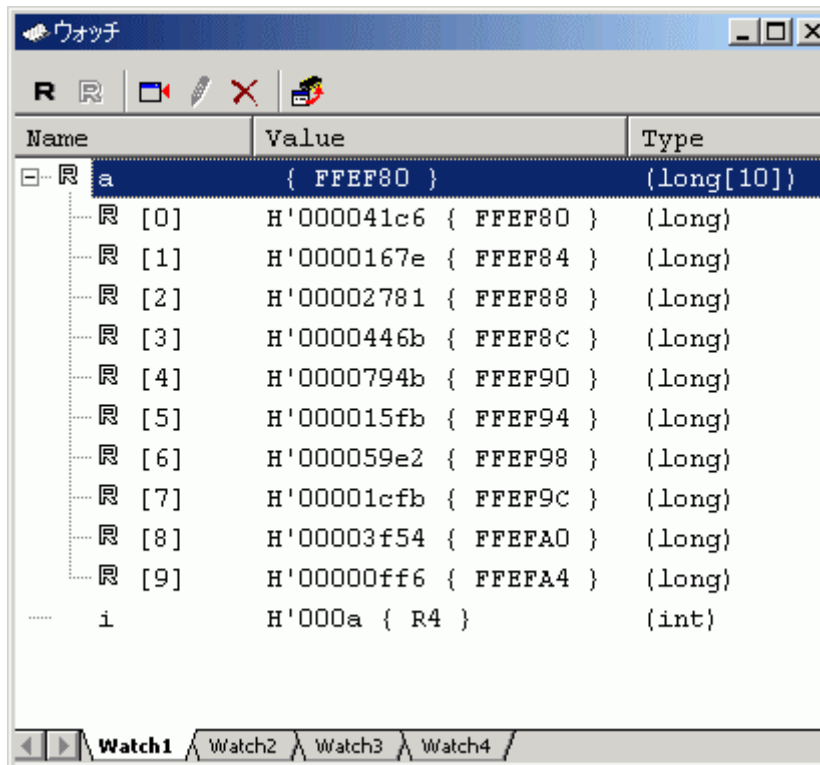 ウォッチ
R R
Name Value Type
R a { FFEF80 } (long[10])
R [0] H'000041c6 { FFEF80 } (long)
R [1] H'0000167e { FFEF84 } (long)
R [2] H'00002781 { FFEF88 } (long)
R [3] H'0000446b { FFEF8C } (long)
R [4] H'0000794b { FFEF90 } (long)
R [5] H'000015fb { FFEF94 } (long)
R [6] H'000059e2 { FFEF98 } (long)
R [7] H'00001cfb { FFEF9C } (long)
R [8] H'00003f54 { FFEFA0 } (long)
R [9] H'00000ff6 { FFEFA4 } (long)
i H'000a { R4 } (int)
Watch1 Watch2 Watch3 Watch4